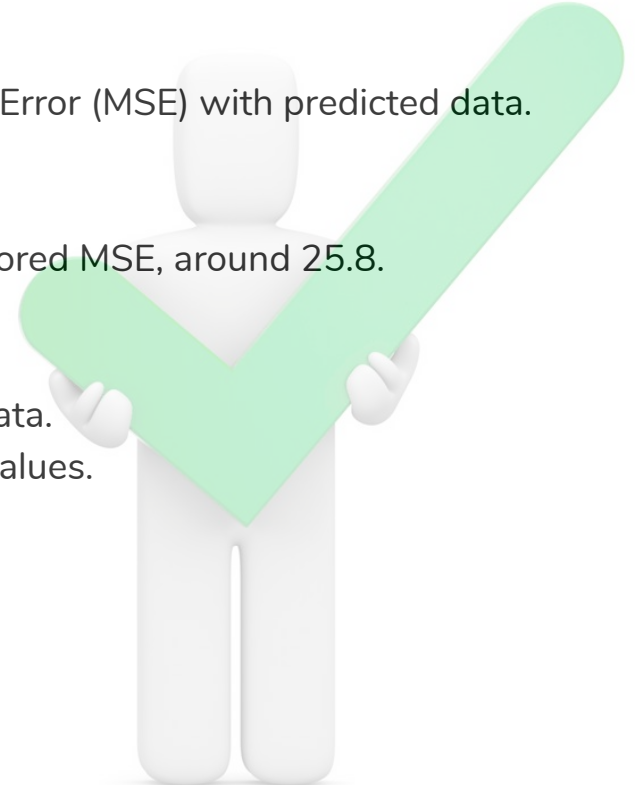 Error (MSE) with predicted data.
ored MSE, around 25.8.
ata.
alues.